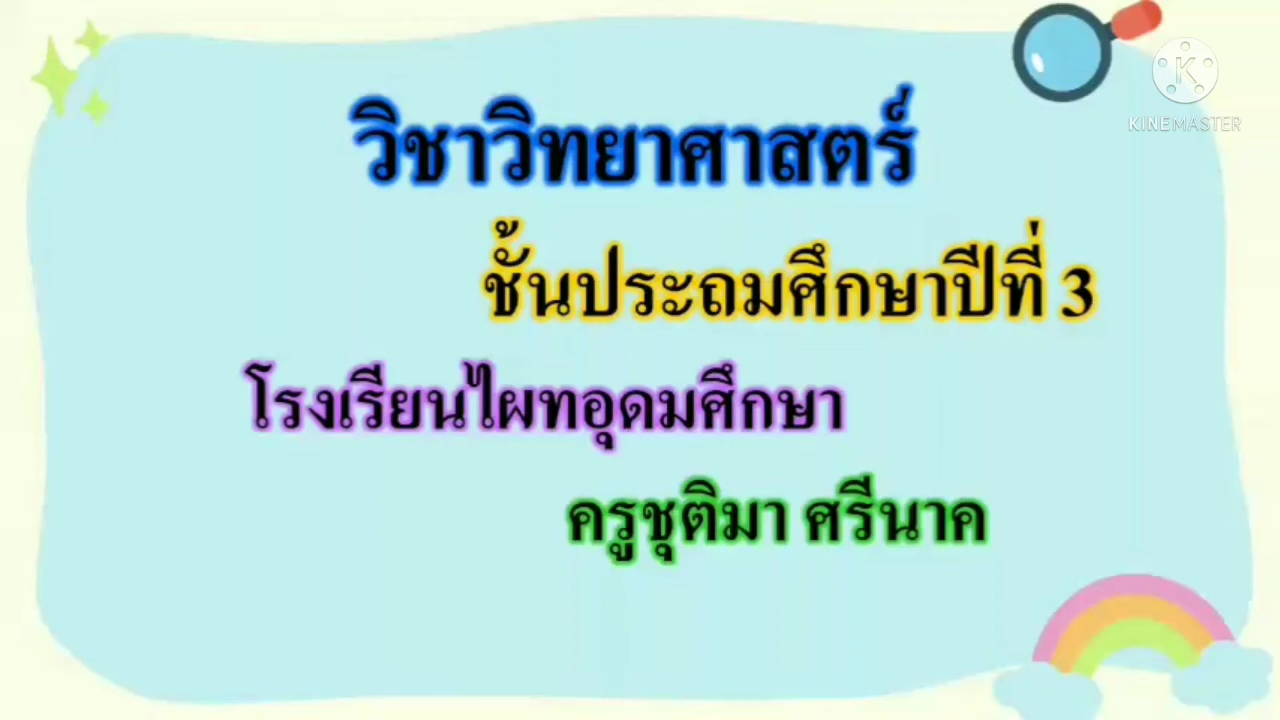 KINEMASTER
วิชาวิทยาศาสตร์
ชั้นประถมศึกษาปีที่ 3
โรงเรียนไผทอุดมศึกษา
ครูชุติมา ศรีนาค